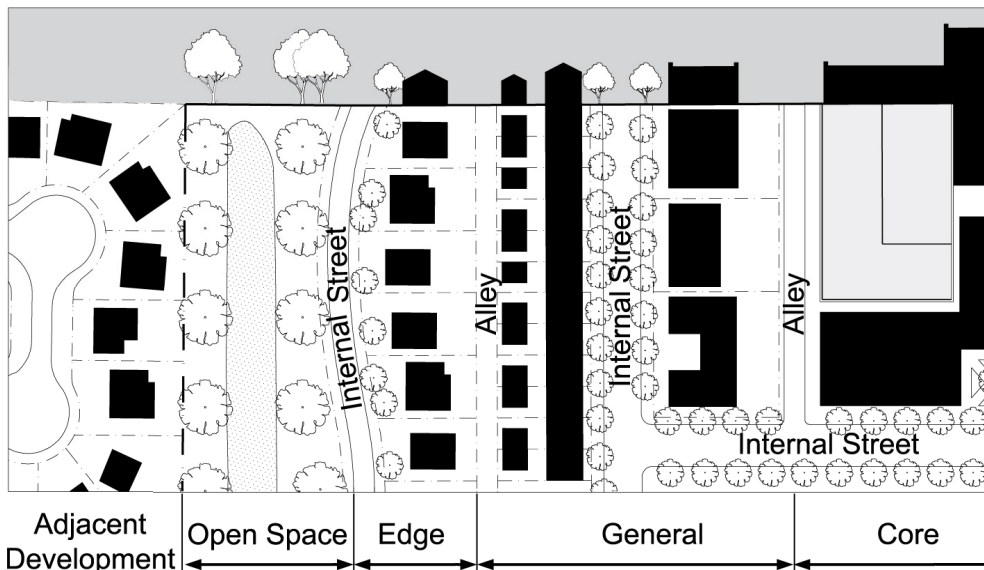 Internal Street
Alley
Internal Street
Alley
Internal Street
Adjacent
Development
Open Space
Edge
General
Core